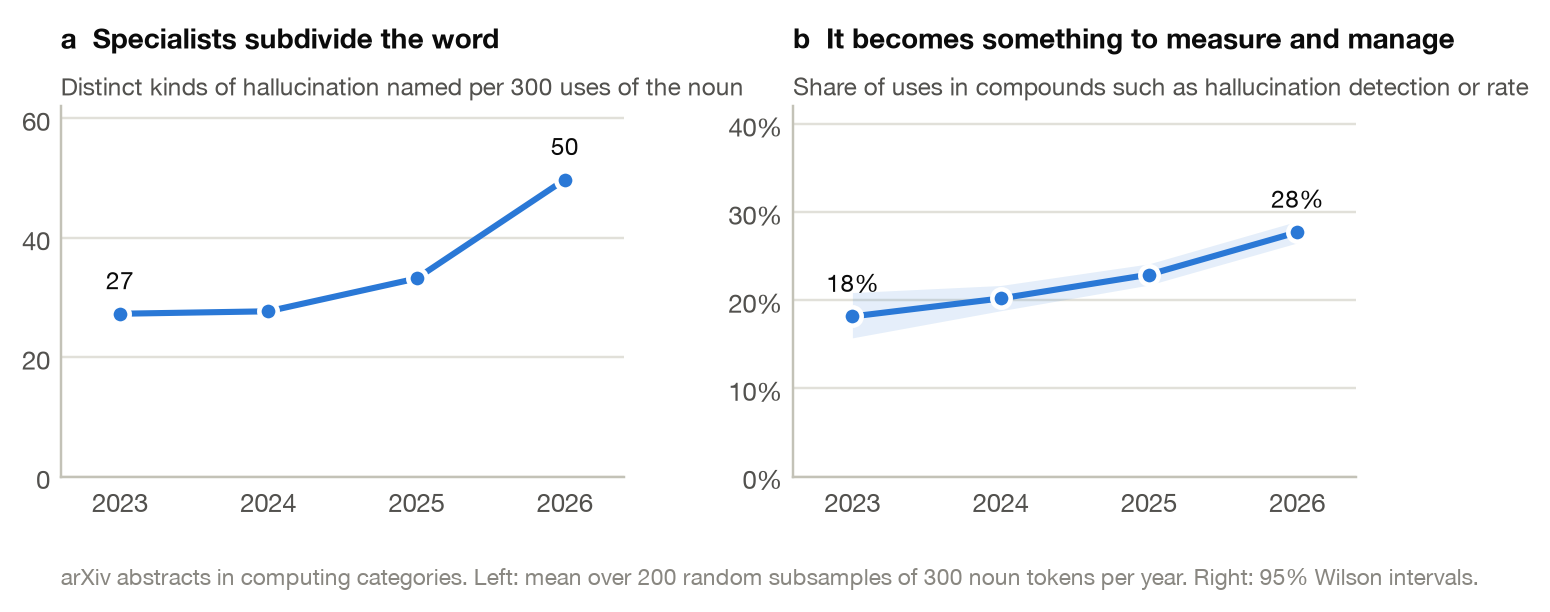 a Specialists subdivide the word
Distinct kinds of hallucination named per 300 uses of the noun
60
40
20
0
27
50
2023 2024 2025 2026
b It becomes something to measure and manage
Share of uses in compounds such as hallucination detection or rate
40%
30%
20%
10%
0%
18%
28%
2023 2024 2025 2026
arXiv abstracts in computing categories. Left: mean over 200 random subsamples of 300 noun tokens per year. Right: 95% Wilson intervals.